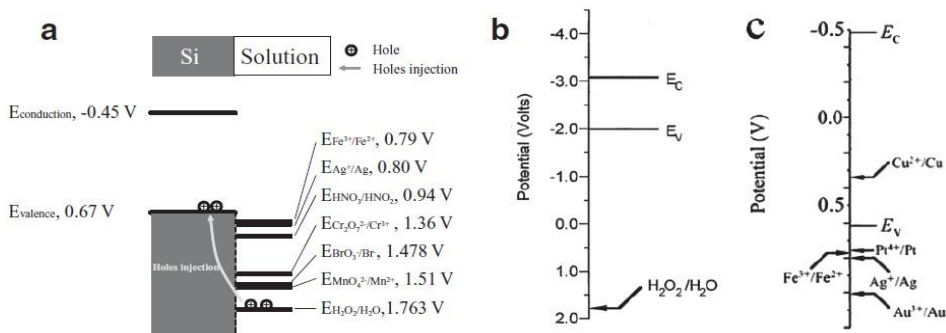 a
Si
Solution
Hole
Holes injection
Econduction, -0.45 V
Evalence, 0.67 V
Holes injection
EFe³⁺/Fe²⁺, 0.79 V
EAg⁺/Ag, 0.80 V
EHNO₃/HNO₂, 0.94 V
ECr₂O₇²⁻/Cr³⁺, 1.36 V
EBrO₃⁻/Br⁻, 1.478 V
EMnO₄²⁻/Mn²⁺, 1.51 V
EH₂O₂/H₂O, 1.763 V
b
Potential (Volts)
-4.0
-3.0
-2.0
-1.0
0.0
1.0
2.0
EC
EV
H₂O₂/H₂O
c
Potential (V)
-0.5
0.0
0.5
EC
Cu²⁺/Cu
EV
Pt⁴⁺/Pt
Fe³⁺/Fe²⁺
Ag⁺/Ag
Au³⁺/Au